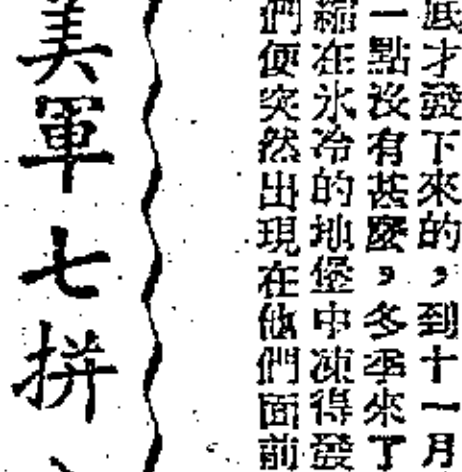 底才發下來的，到十一月
一點沒有甚麼，冬季來了
縮在氷冷的地堡中凍得發
們便突然出現在他們面前
美軍七拼